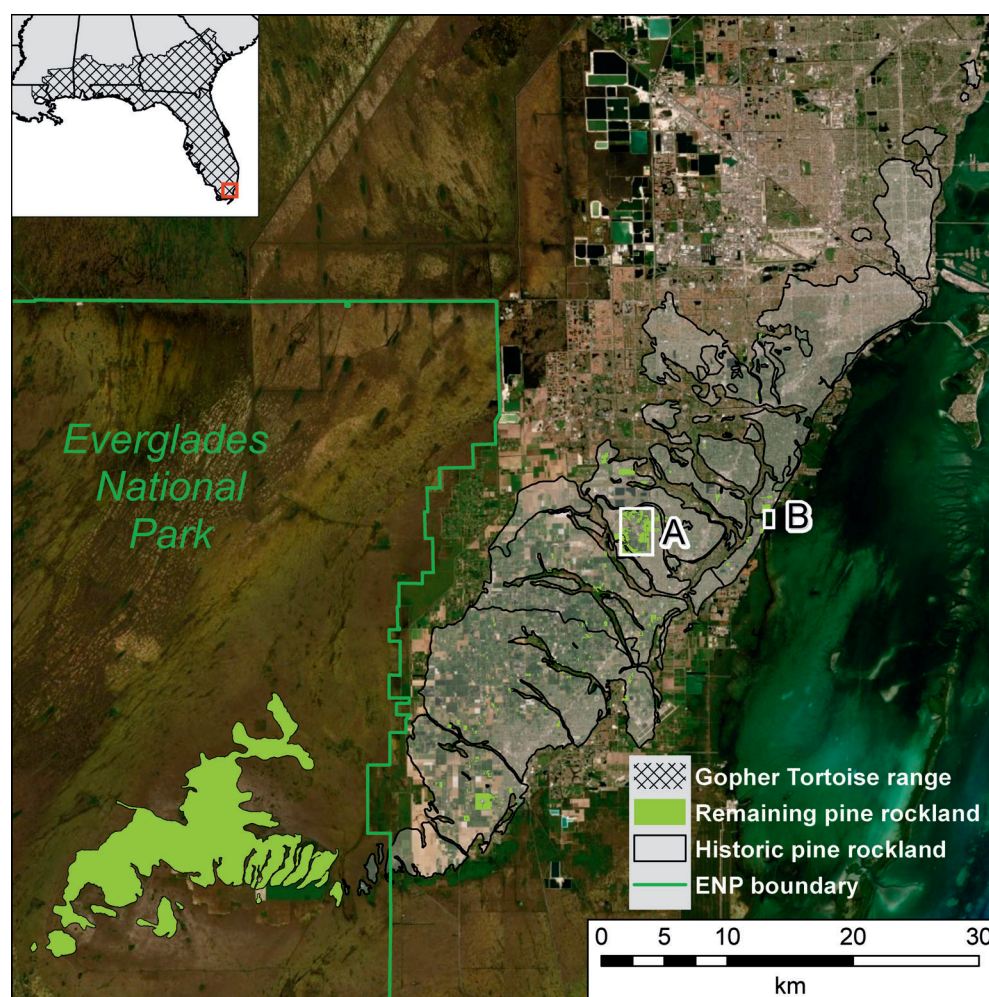 Everglades
National
Park
A
B
Gopher Tortoise range
Remaining pine rockland
Historic pine rockland
ENP boundary
0 5 10 20 30
km